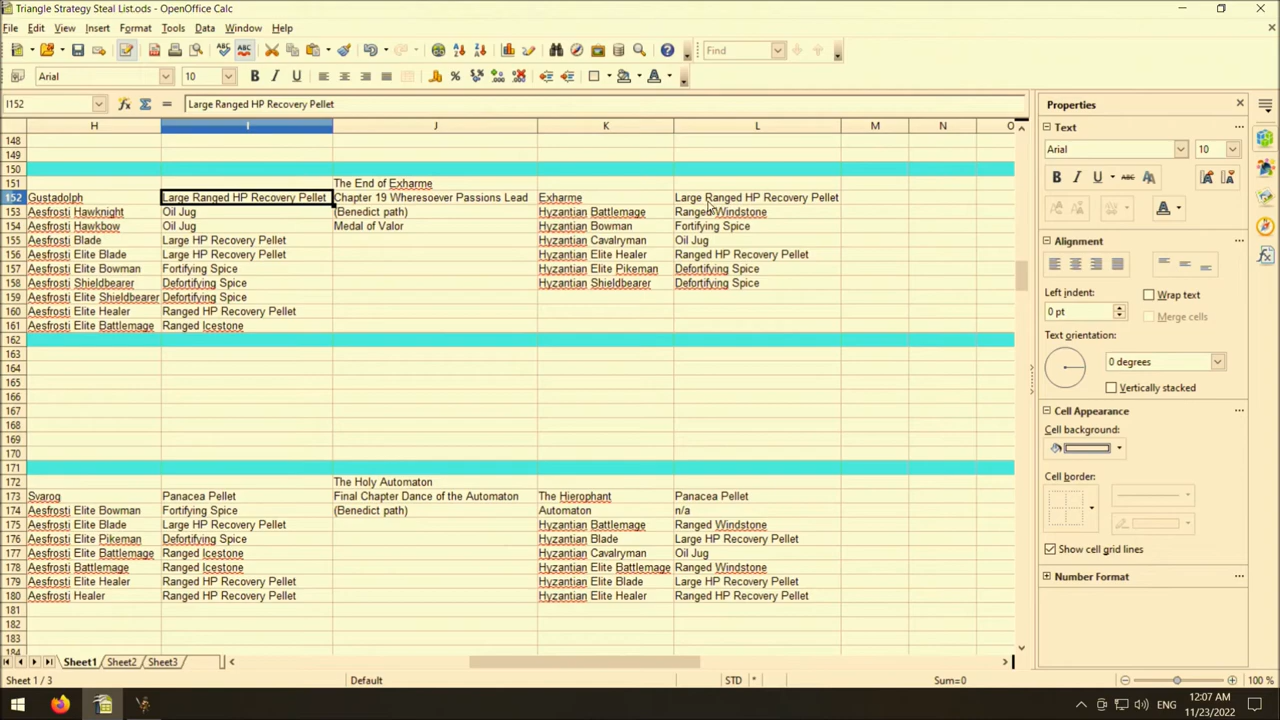 Triangle Strategy Steal List.ods - OpenOffice Calc
File Edit View Insert Format Tools Data Window Help
Find
Arial 10
I152 Large Ranged HP Recovery Pellet
H I J K L M N O
148
149
150
151 The End of Exharme
152 Gustadolph Large Ranged HP Recovery Pellet Chapter 19 Wheresoever Passions Lead Exharme Large Ranged HP Recovery Pellet
153 Aesfrosti Hawknight Oil Jug (Benedict path) Hyzantian Battlemage Ranged Windstone
154 Aesfrosti Hawkbow Oil Jug Medal of Valor Hyzantian Bowman Fortifying Spice
155 Aesfrosti Blade Large HP Recovery Pellet Hyzantian Cavalryman Oil Jug
156 Aesfrosti Elite Blade Large HP Recovery Pellet Hyzantian Elite Healer Ranged HP Recovery Pellet
157 Aesfrosti Elite Bowman Fortifying Spice Hyzantian Elite Pikeman Defortifying Spice
158 Aesfrosti Shieldbearer Defortifying Spice Hyzantian Shieldbearer Defortifying Spice
159 Aesfrosti Elite Shieldbearer Defortifying Spice
160 Aesfrosti Elite Healer Ranged HP Recovery Pellet
161 Aesfrosti Elite Battlemage Ranged Icestone
162
163
164
165
166
167
168
169
170
171
172 The Holy Automaton
173 Svarog Panacea Pellet Final Chapter Dance of the Automaton The Hierophant Panacea Pellet
174 Aesfrosti Elite Bowman Fortifying Spice (Benedict path) Automaton n/a
175 Aesfrosti Elite Blade Large HP Recovery Pellet Hyzantian Battlemage Ranged Windstone
176 Aesfrosti Elite Pikeman Defortifying Spice Hyzantian Blade Large HP Recovery Pellet
177 Aesfrosti Elite Battlemage Ranged Icestone Hyzantian Cavalryman Oil Jug
178 Aesfrosti Battlemage Ranged Icestone Hyzantian Elite Battlemage Ranged Windstone
179 Aesfrosti Elite Healer Ranged HP Recovery Pellet Hyzantian Elite Blade Large HP Recovery Pellet
180 Aesfrosti Healer Ranged HP Recovery Pellet Hyzantian Elite Healer Ranged HP Recovery Pellet
181
182
183
184
Sheet1 Sheet2 Sheet3
Sheet 1 / 3 Default STD * Sum=0 100 %
Properties
Text
Arial 10
Alignment
Left indent: Wrap text
0 pt Merge cells
Text orientation:
0 degrees
Vertically stacked
Cell Appearance
Cell background:
Cell border:
Show cell grid lines
Number Format
ENG
12:07 AM
11/23/2022